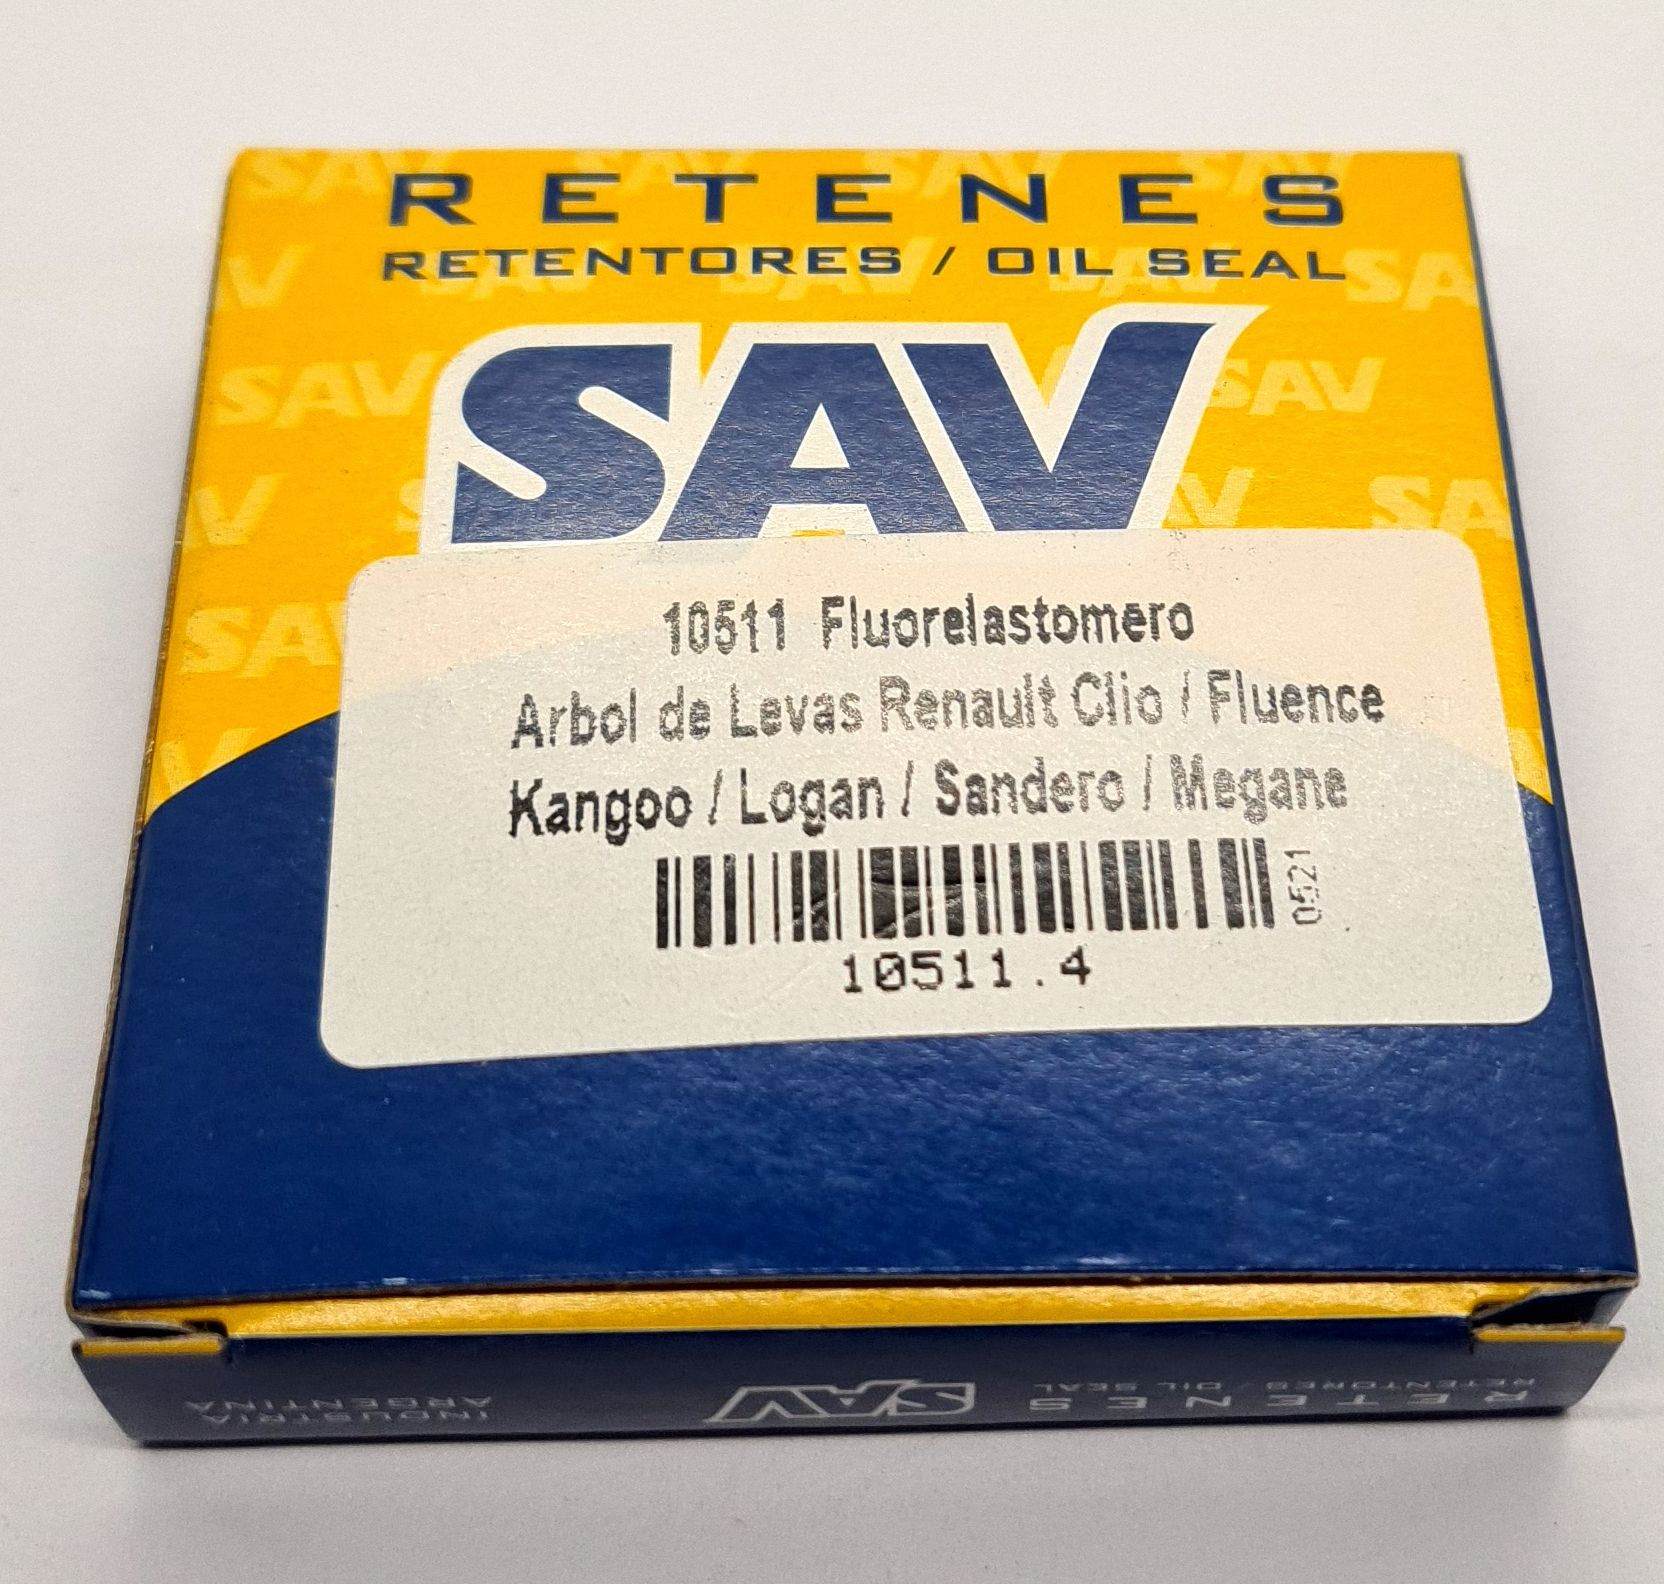 RETENES
RETENTORES / OIL SEAL
SAV
10511 Fluorelastomero
Arbol de Levas Renault Clio / Fluence
Kangoo / Logan / Sandero / Megane
0521
10511.4
RETENES
RETENTORES / OIL SEAL
SAV
INDUSTRIA
ARGENTINA